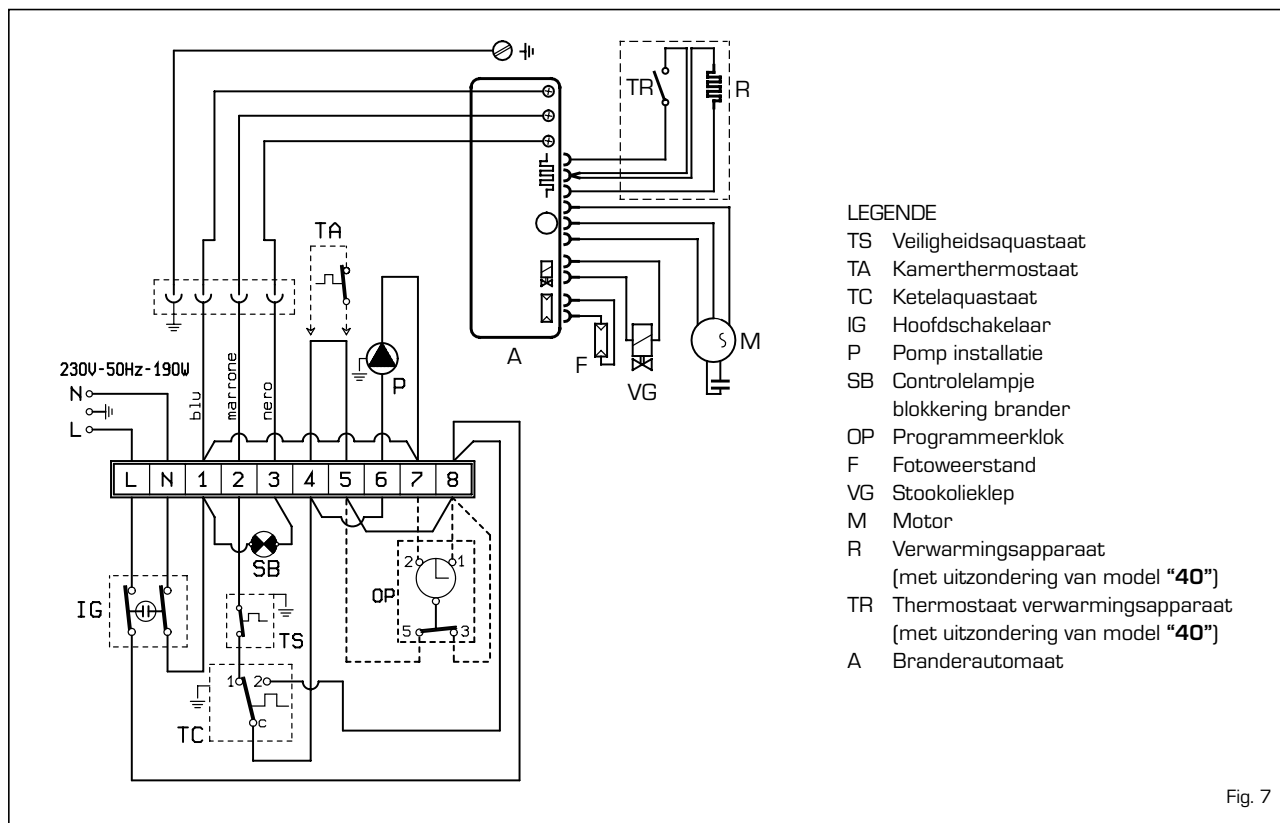 TR
R
TA
A
F
VG
M
P
230V-50Hz-190W
N
L
blu
marrone
nero
L N 1 2 3 4 5 6 7 8
SB
IG
TS
OP
2 1
5 3
1 2
C
TC
LEGENDE
TS Veiligheidsaquastaat
TA Kamerthermostaat
TC Ketelaquastaat
IG Hoofdschakelaar
P Pomp installatie
SB Controlelampje
blokkering brander
OP Programmeerklok
F Fotoweerstand
VG Stookolieklep
M Motor
R Verwarmingsapparaat
(met uitzondering van model “40”)
TR Thermostaat verwarmingsapparaat
(met uitzondering van model “40”)
A Branderautomaat
Fig. 7